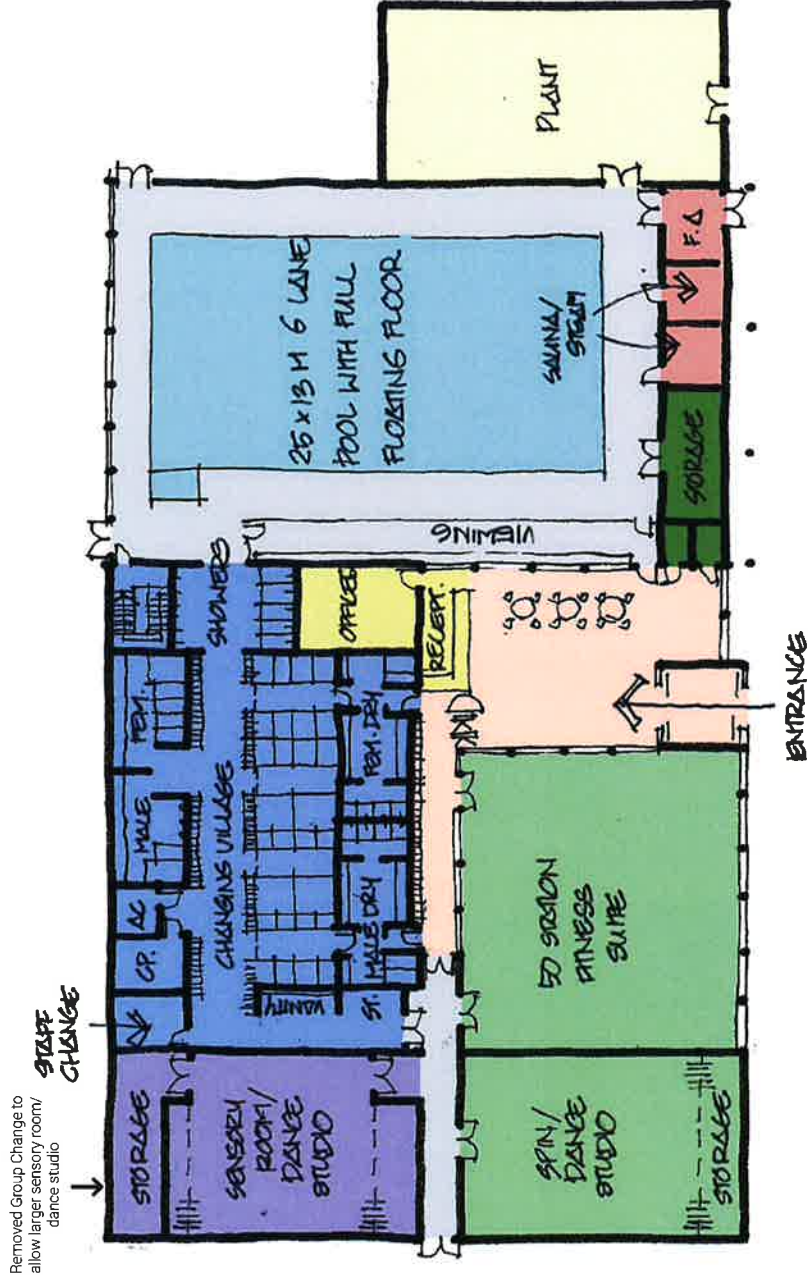 Removed Group Change to
allow larger sensory room/
dance studio
STAFF
CHANGE
STORAGE
SENSORY
ROOM/
DANCE
STUDIO
SPIN/
DANCE
STUDIO
STORAGE
CP.
AC
MALE
FEM.
SHOWERS
CHANGING VILLAGE
VANITY
ST.
MALE DRY
FEM. DRY
OFFICES
RECEPT.
50 STATION
FITNESS
SUITE
ENTRANCE
VIEWING
25 x 13 M 6 LANE
POOL WITH FULL
FLOATING FLOOR
SAUNA/
STEAM
SORAGE
F.A
PLANT